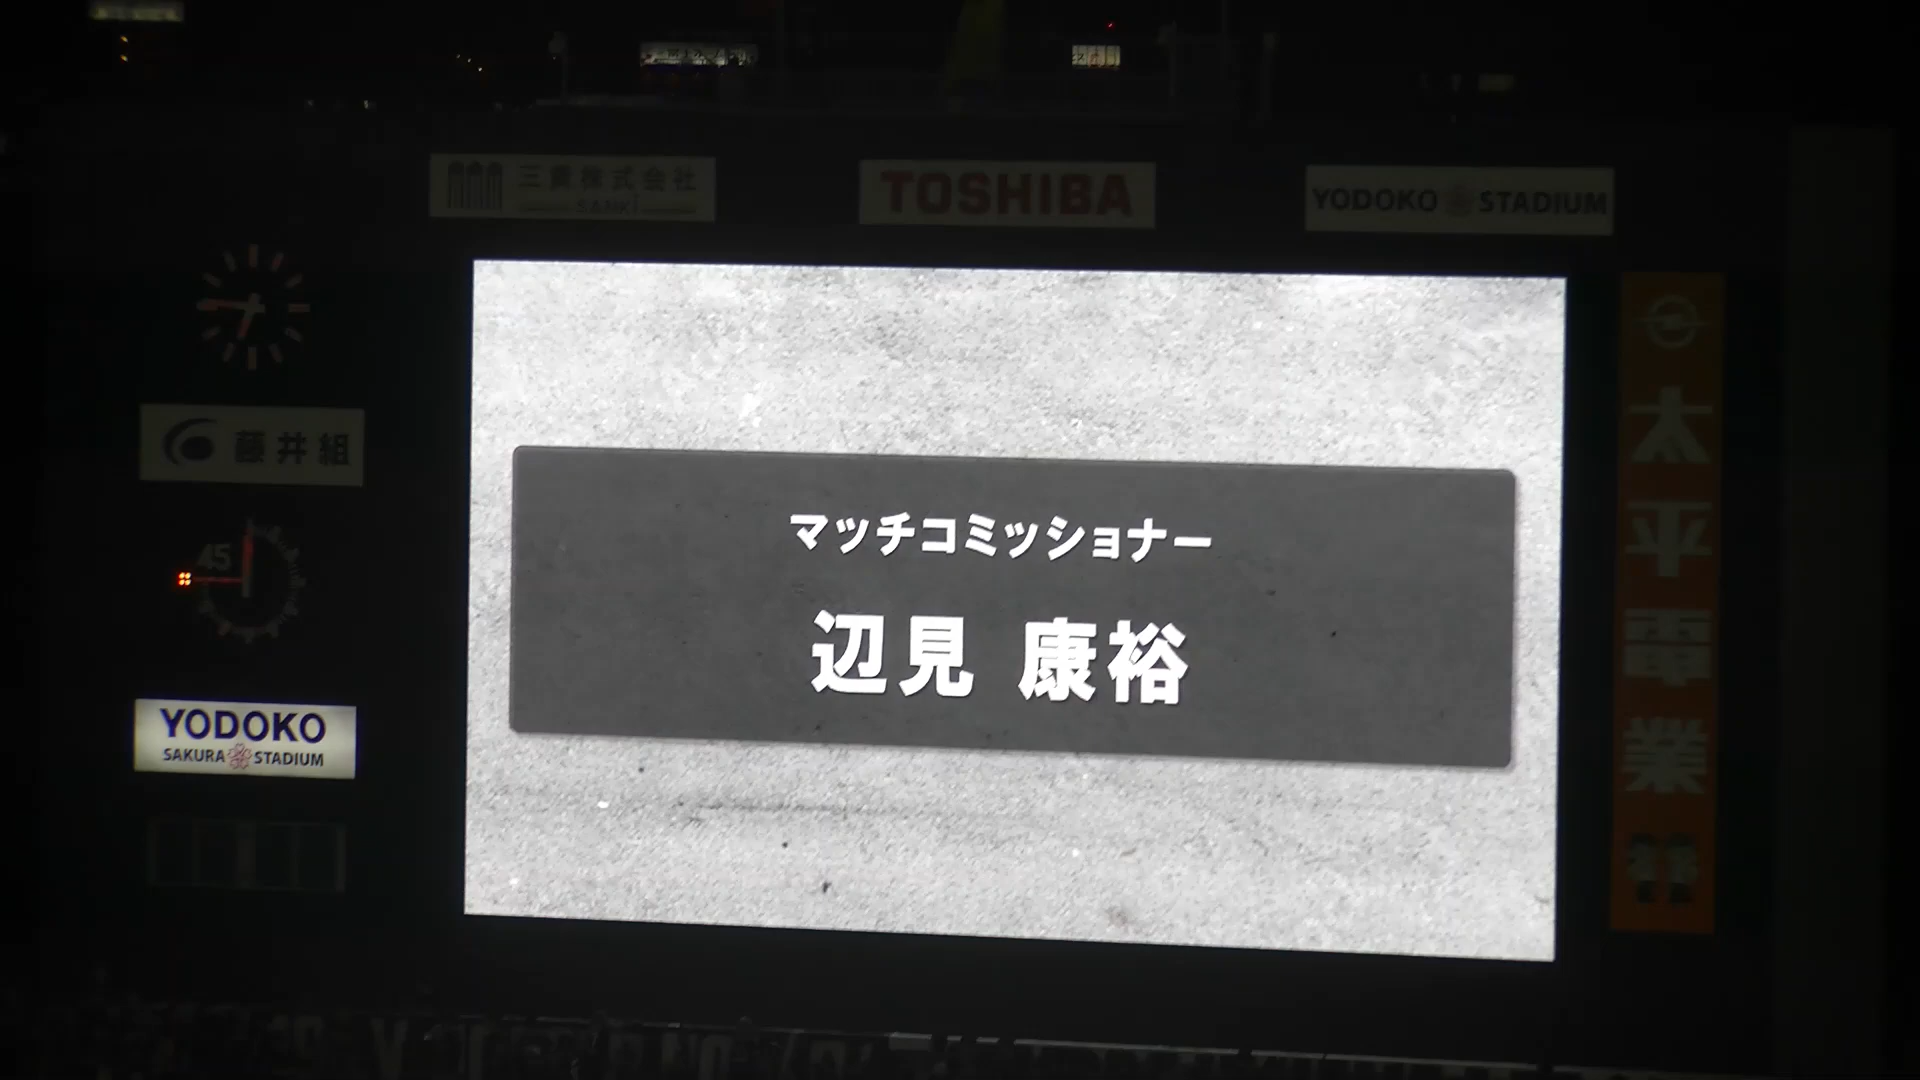 三貴株式会社
SANKI
TOSHIBA
YODOKO STADIUM
藤井組
45
YODOKO
SAKURA STADIUM
マッチコミッショナー
辺見 康裕
太平電業